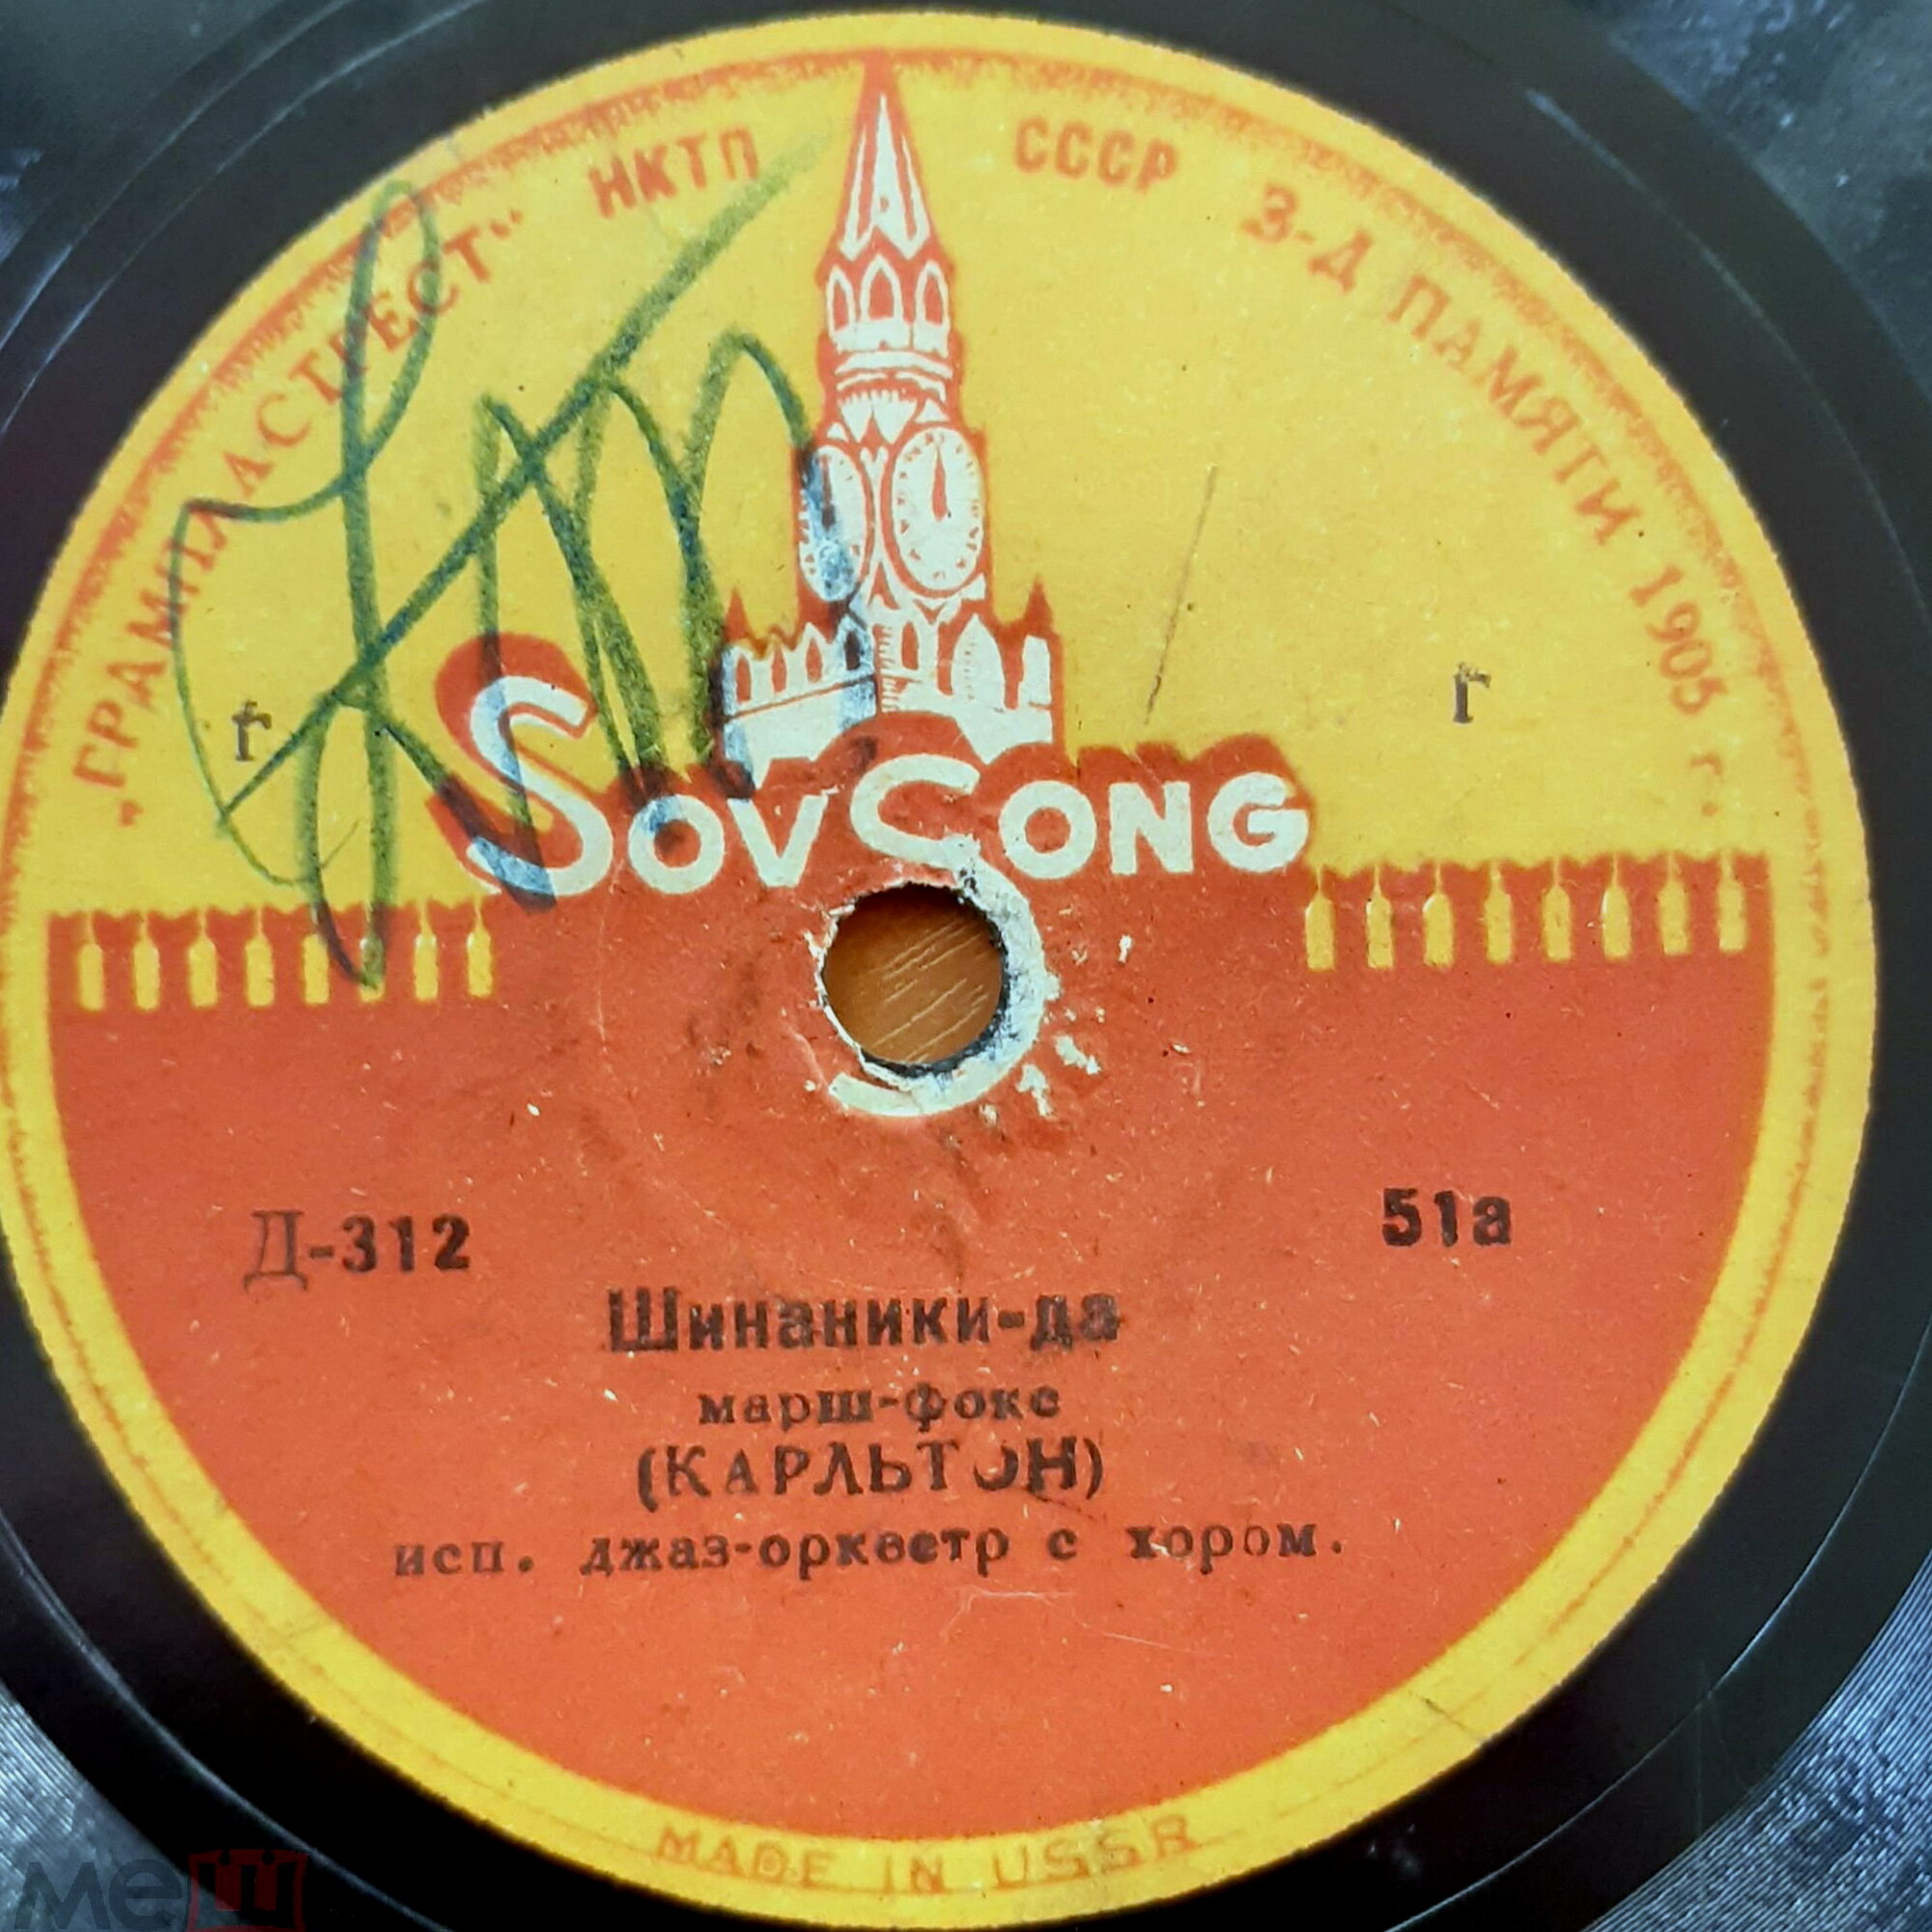 „ГРАМПЛАСТРЕСТ“ НКТП СССР З-Д ПАМЯТИ 1905 г.
г г
SOVSONG
Д-312 51а
Шинаники-да
марш-фокс
(КАРЛЬТОН)
исп. джаз-оркестр с хором.
MADE IN USSR
меш